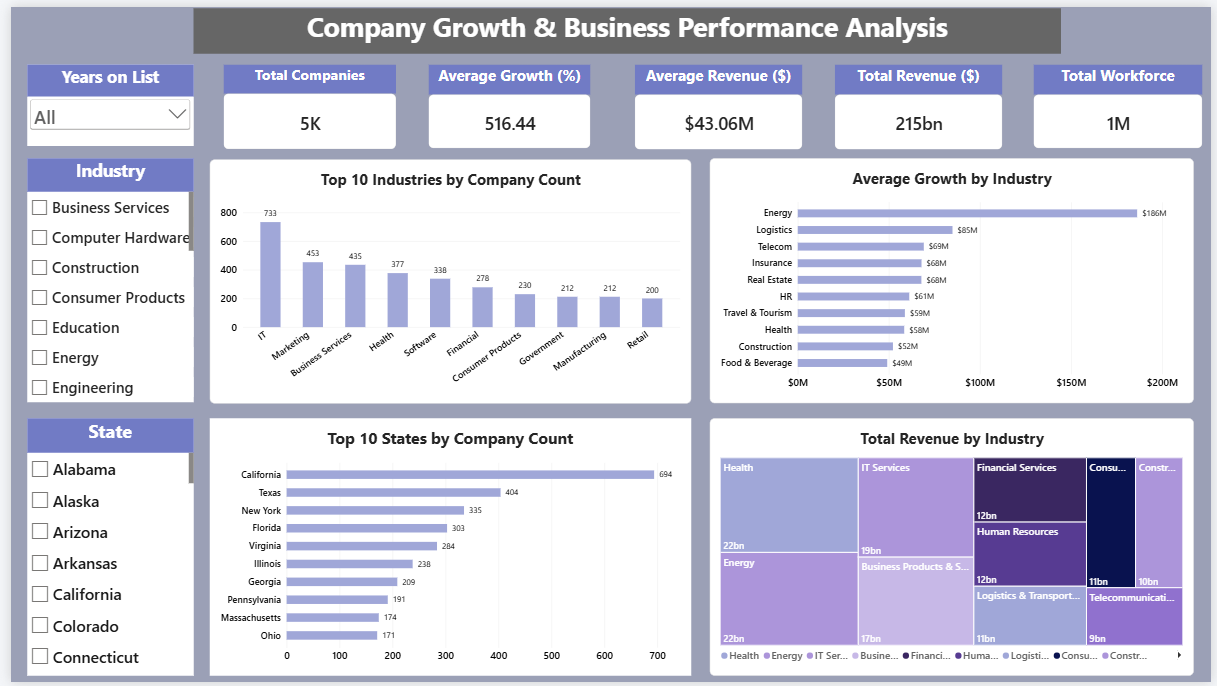 Company Growth & Business Performance Analysis
Years on List
All
Total Companies
5K
Average Growth (%)
516.44
Average Revenue ($)
$43.06M
Total Revenue ($)
215bn
Total Workforce
1M
Industry
Business Services
Computer Hardware
Construction
Consumer Products
Education
Energy
Engineering
State
Alabama
Alaska
Arizona
Arkansas
California
Colorado
Connecticut
Top 10 Industries by Company Count
800
600
400
200
0
733
453
435
377
338
278
230
212
212
200
IT
Marketing
Business Services
Health
Software
Financial
Consumer Products
Government
Manufacturing
Retail
Average Growth by Industry
Energy $186M
Logistics $85M
Telecom $69M
Insurance $68M
Real Estate $68M
HR $61M
Travel & Tourism $59M
Health $58M
Construction $52M
Food & Beverage $49M
$0M $50M $100M $150M $200M
Top 10 States by Company Count
California 694
Texas 404
New York 335
Florida 303
Virginia 284
Illinois 238
Georgia 209
Pennsylvania 191
Massachusetts 174
Ohio 171
0 100 200 300 400 500 600 700
Total Revenue by Industry
Health
22bn
Energy
22bn
IT Services
19bn
Business Products & S...
17bn
Financial Services
12bn
Human Resources
12bn
Logistics & Transport...
11bn
Consu...
11bn
Constr...
10bn
Telecommunicati...
9bn
Health Energy IT Ser... Busine... Financi... Huma... Logisti... Consu... Constr...